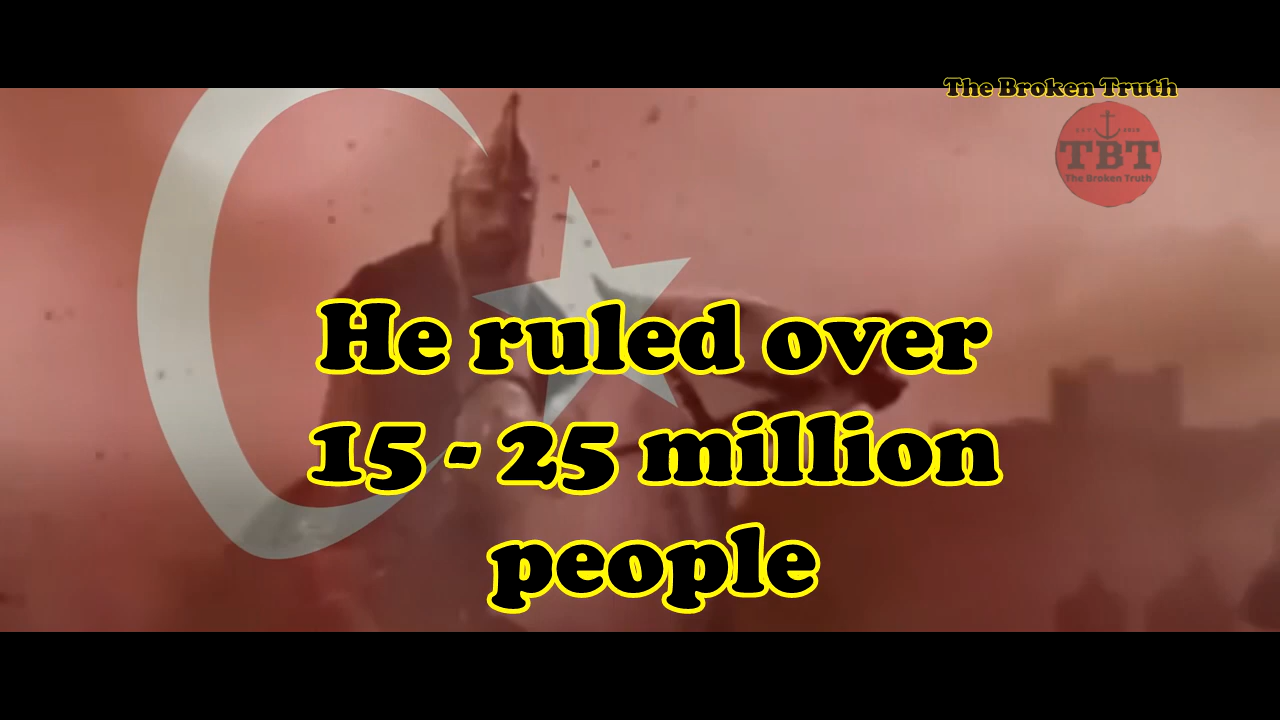 The Broken Truth
TBT
The Broken Truth
He ruled over
15 - 25 million
people